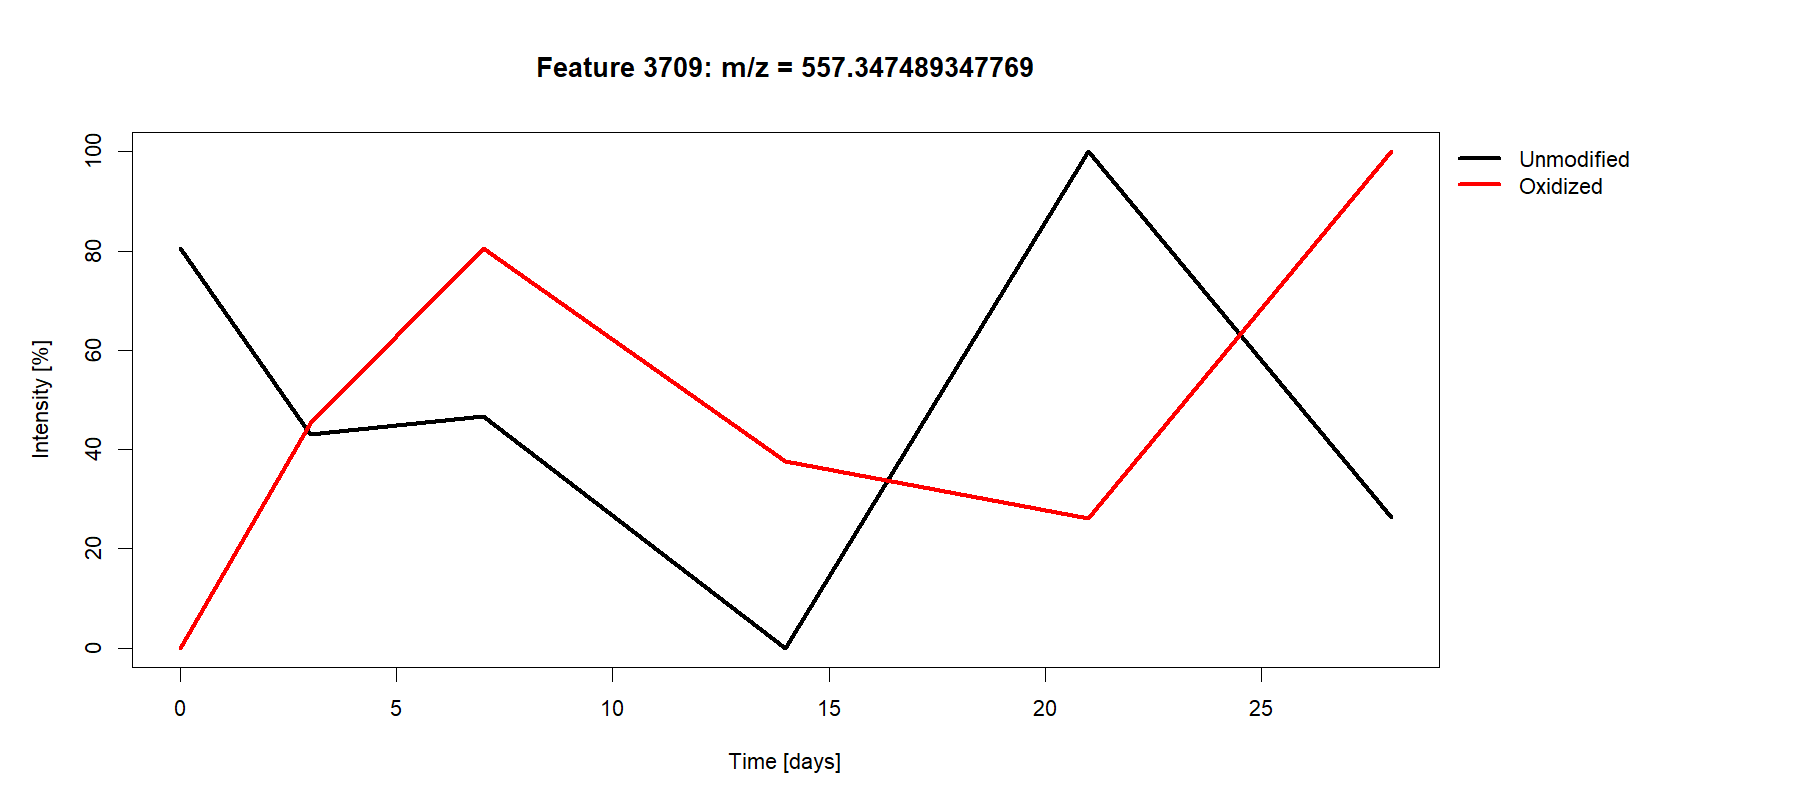 Feature 3709: m/z = 557.347489347769
Unmodified
Oxidized
Intensity [%]
100
80
60
40
20
0
0 5 10 15 20 25
Time [days]